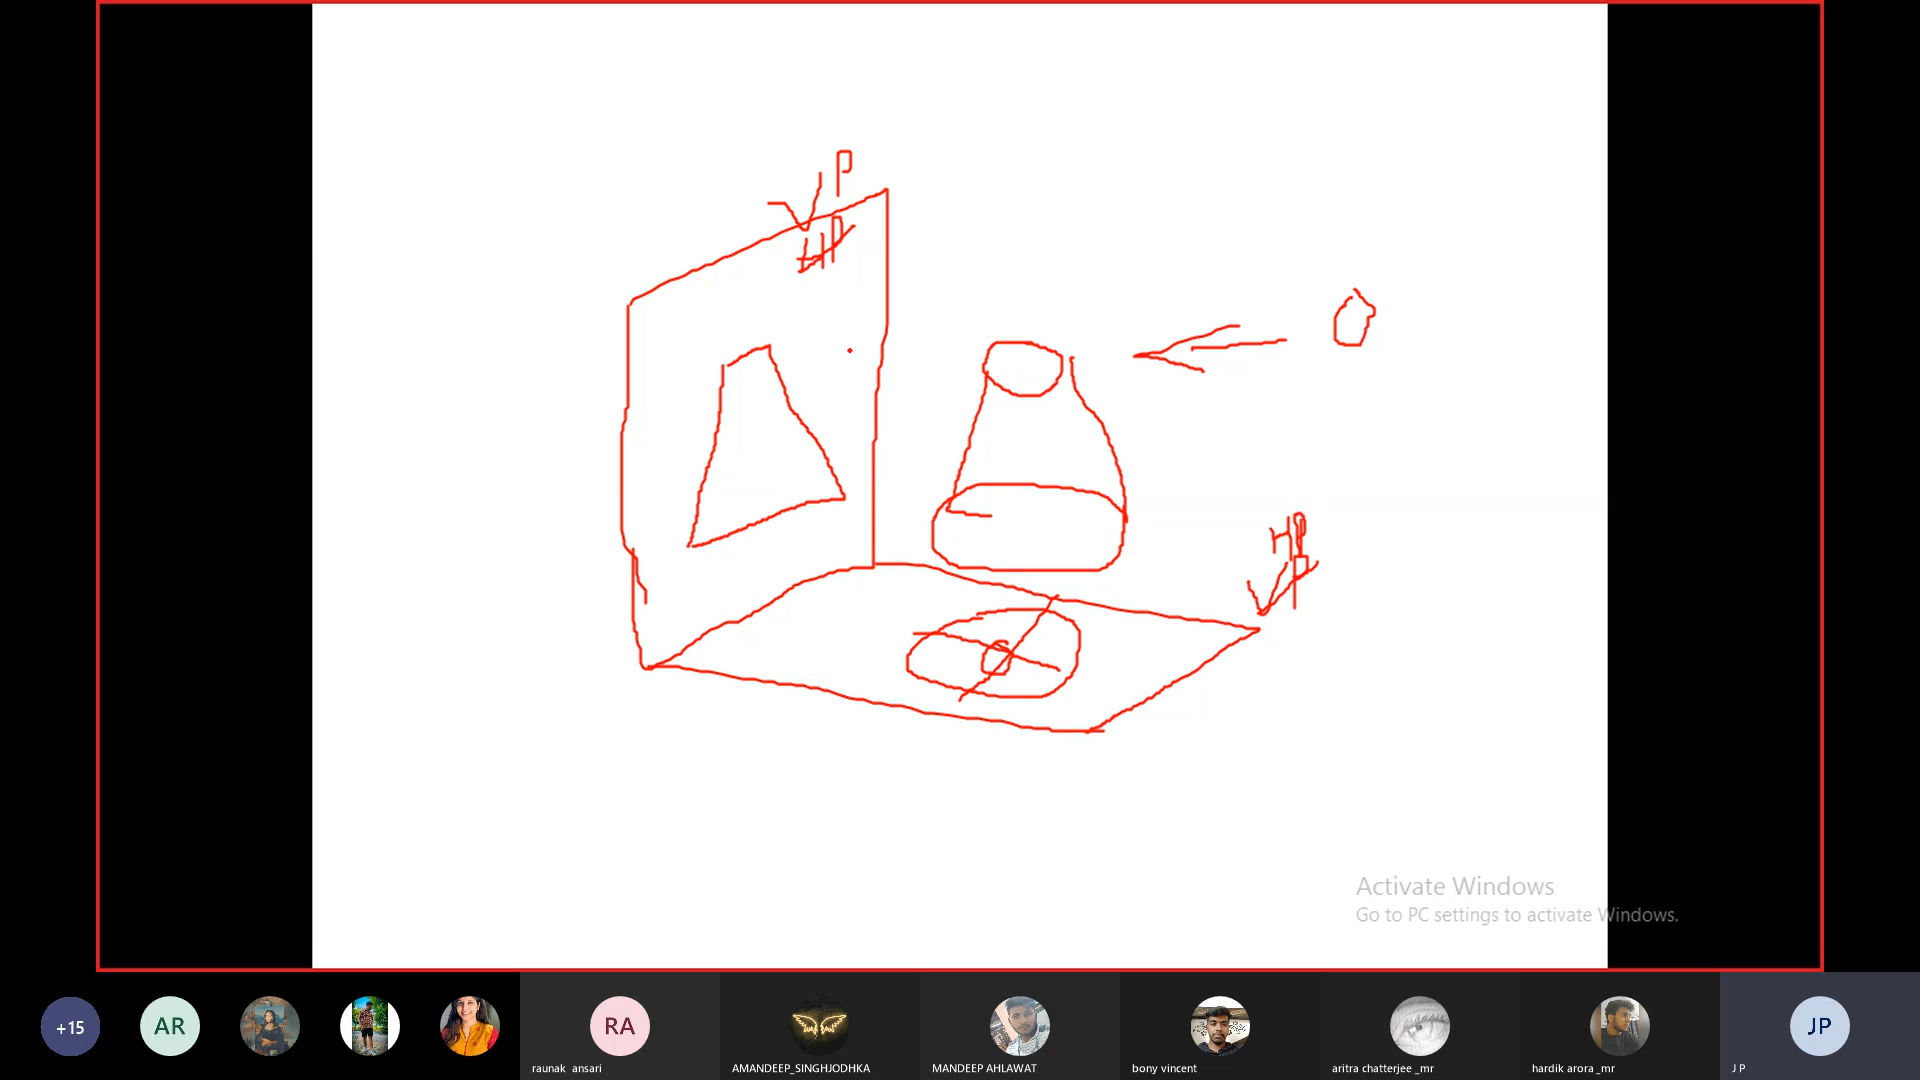 VP
HP
O
HP
Activate Windows
Go to PC settings to activate Windows.
+15
AR
RA
JP
raunak ansari
AMANDEEP_SINGHJODHKA
MANDEEP AHLAWAT
bony vincent
aritra chatterjee _mr
hardik arora _mr
J P